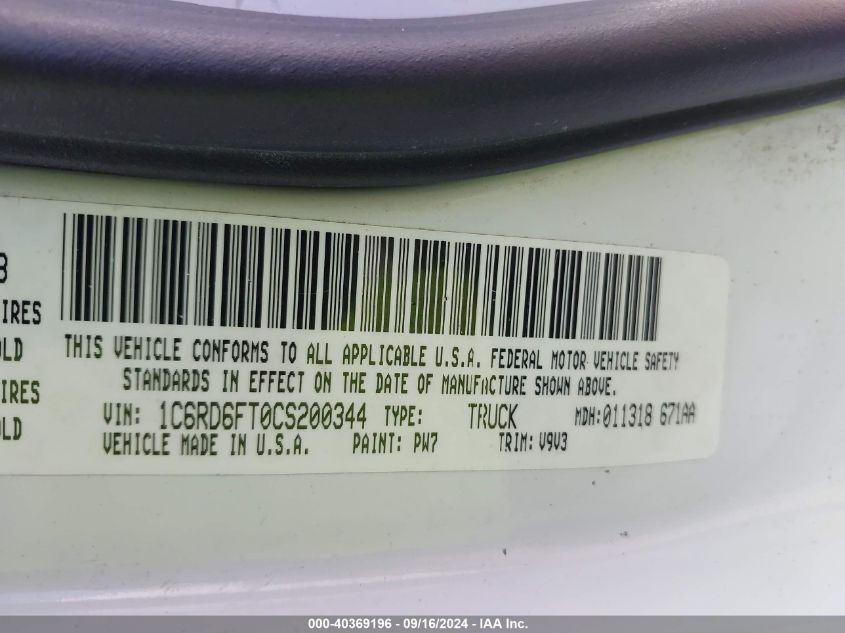 8
IRES
OLD
IRES
OLD
THIS VEHICLE CONFORMS TO ALL APPLICABLE U.S.A. FEDERAL MOTOR VEHICLE SAFETY
STANDARDS IN EFFECT ON THE DATE OF MANUFACTURE SHOWN ABOVE.
VIN: 1C6RD6FT0CS200344 TYPE: TRUCK MDH: 011318 671AA
VEHICLE MADE IN U.S.A. PAINT: PW7 TRIM: V9V3
000-40369196 - 09/16/2024 - IAA Inc.